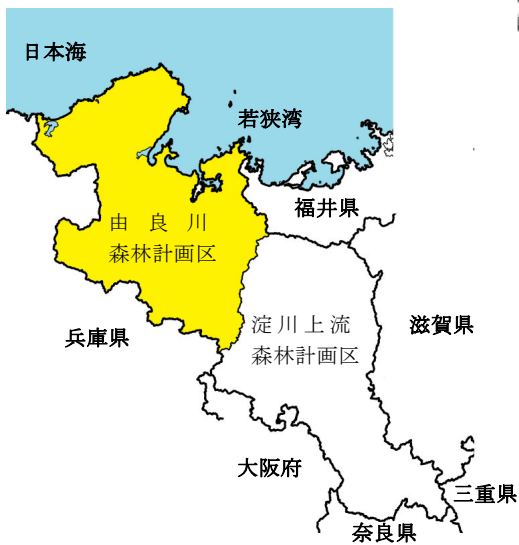 日本海
若狭湾
福井県
由良川
森林計画区
兵庫県
淀川上流
森林計画区
滋賀県
大阪府
三重県
奈良県